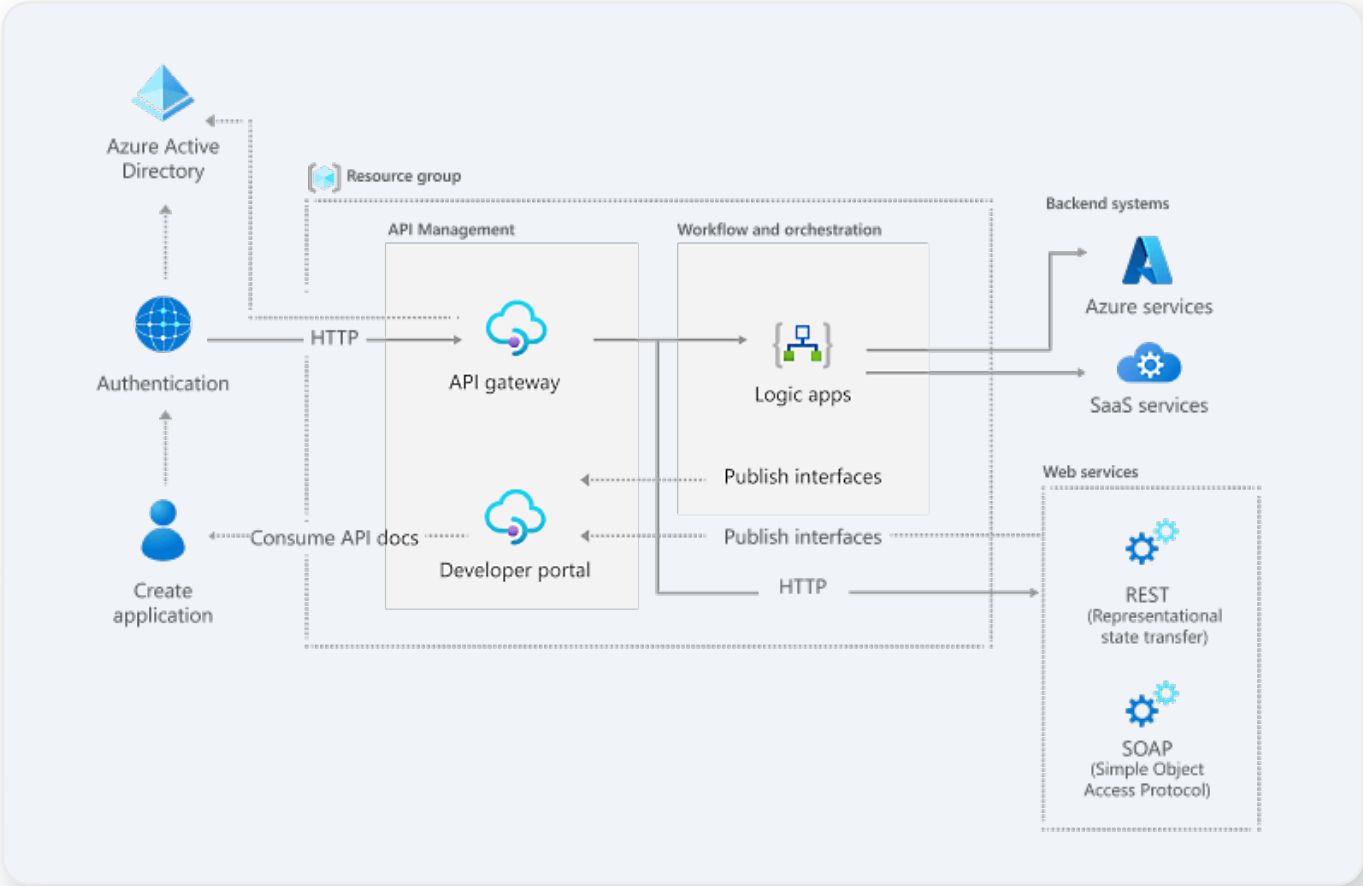 Azure Active
Directory
Resource group
Backend systems
API Management
Workflow and orchestration
Azure services
HTTP
Authentication
API gateway
Logic apps
SaaS services
Publish interfaces
Web services
Consume API docs
Publish interfaces
Developer portal
Create
application
HTTP
REST
(Representational
state transfer)
SOAP
(Simple Object
Access Protocol)